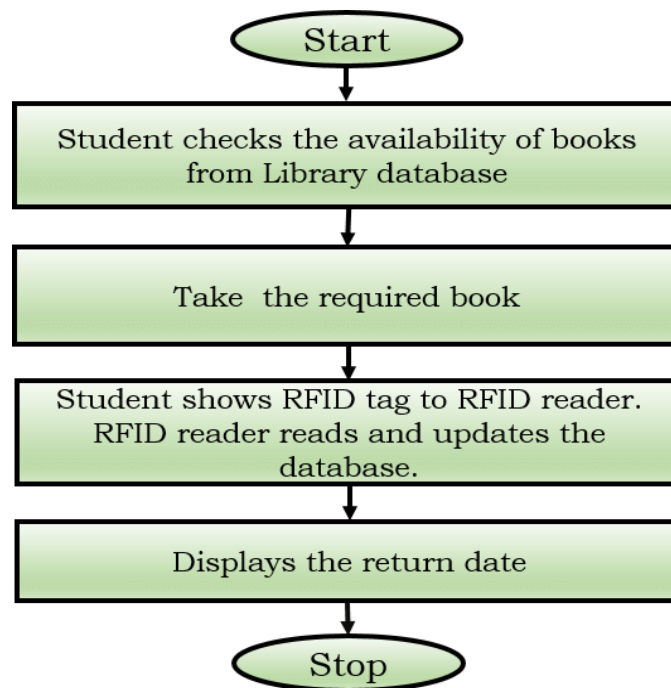 Start
Student checks the availability of books
from Library database
Take the required book
Student shows RFID tag to RFID reader.
RFID reader reads and updates the
database.
Displays the return date
Stop